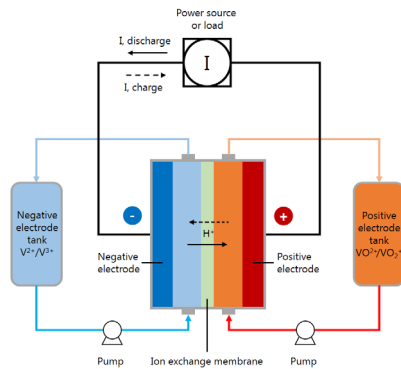 Power source
or load
I, discharge
I
I, charge
Negative
electrode
tank
V²⁺/V³⁺
-
H⁺
+
Positive
electrode
tank
VO²⁺/VO₂⁺
Negative
electrode
Positive
electrode
Pump
Ion exchange membrane
Pump